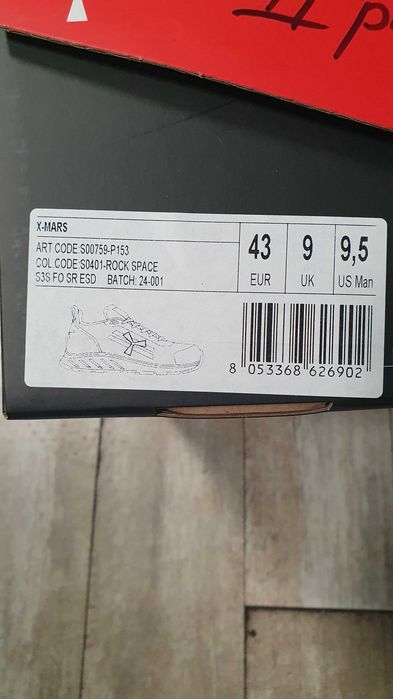 X-MARS
ART CODE:S00759-P153
COL CODE:S0401-ROCK SPACE
S3S FO SR ESD BATCH: 24-001
43 9 9,5
EUR UK US Man
8 053368 626902